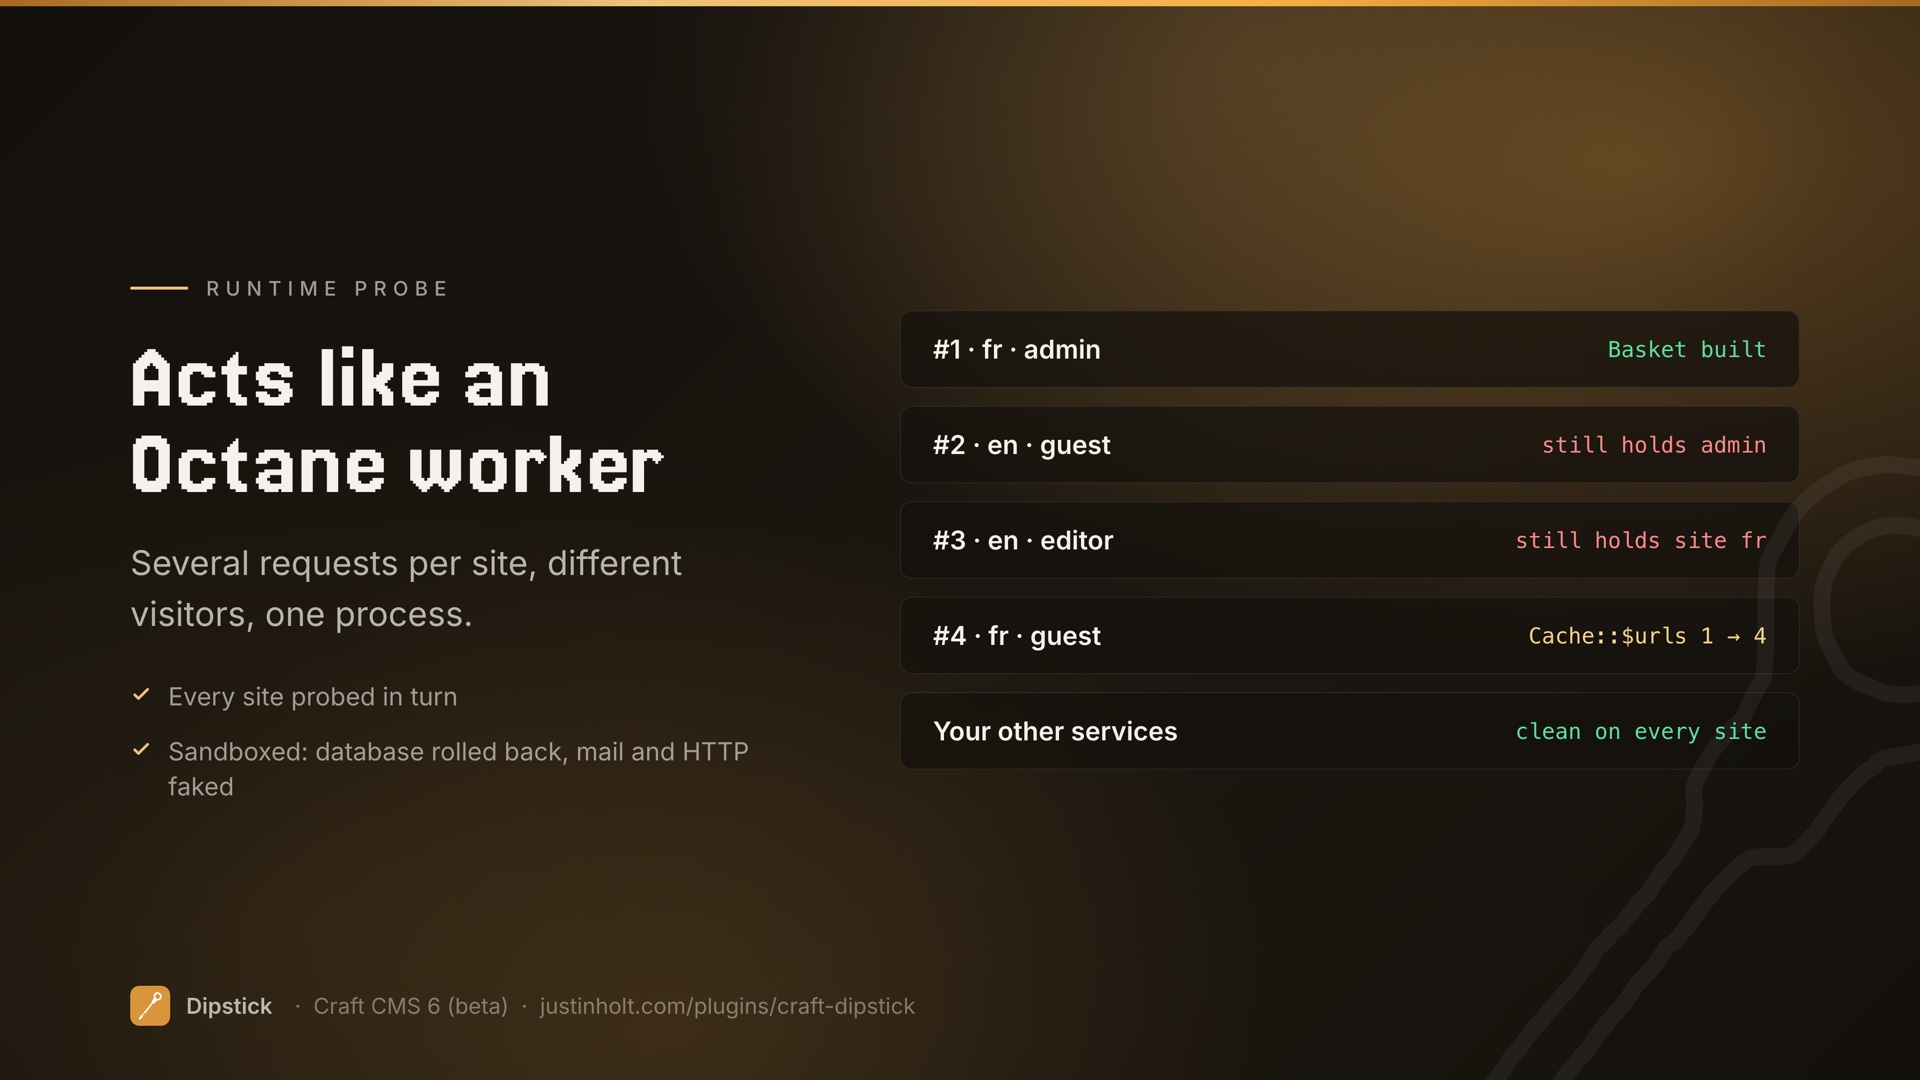 RUNTIME PROBE
Acts like an
Octane worker
Several requests per site, different
visitors, one process.
Every site probed in turn
Sandboxed: database rolled back, mail and HTTP
faked
#1 · fr · admin
Basket built
#2 · en · guest
still holds admin
#3 · en · editor
still holds site fr
#4 · fr · guest
Cache::$urls 1 → 4
Your other services
clean on every site
Dipstick · Craft CMS 6 (beta) · justinholt.com/plugins/craft-dipstick